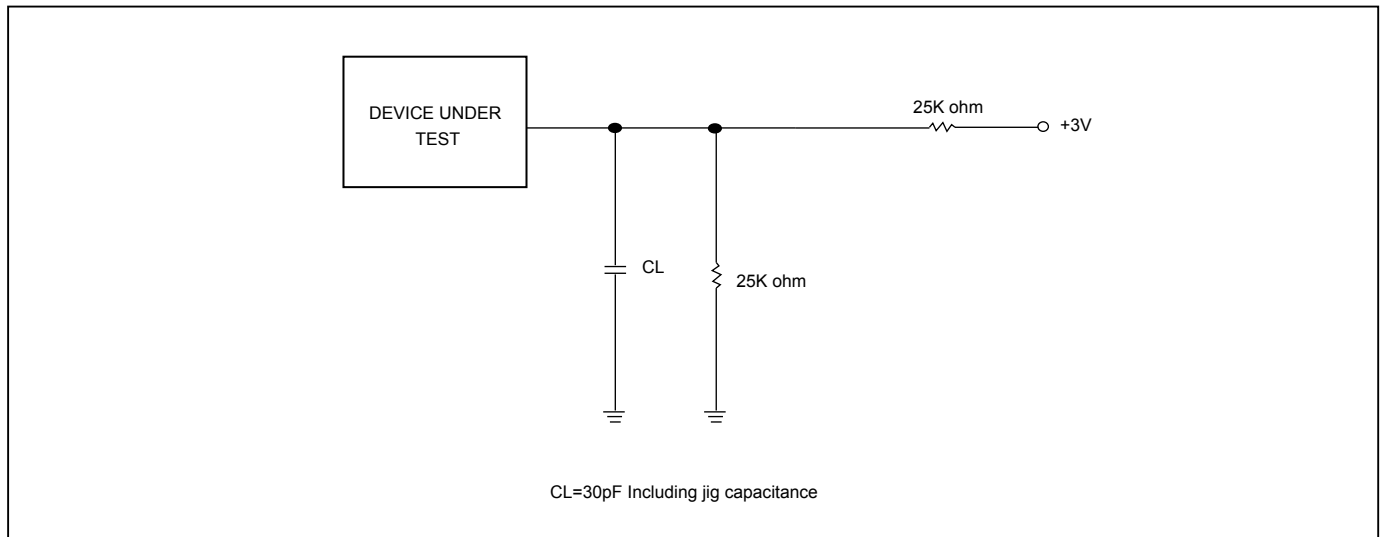 DEVICE UNDER
TEST
25K ohm
+3V
CL
25K ohm
CL=30pF Including jig capacitance